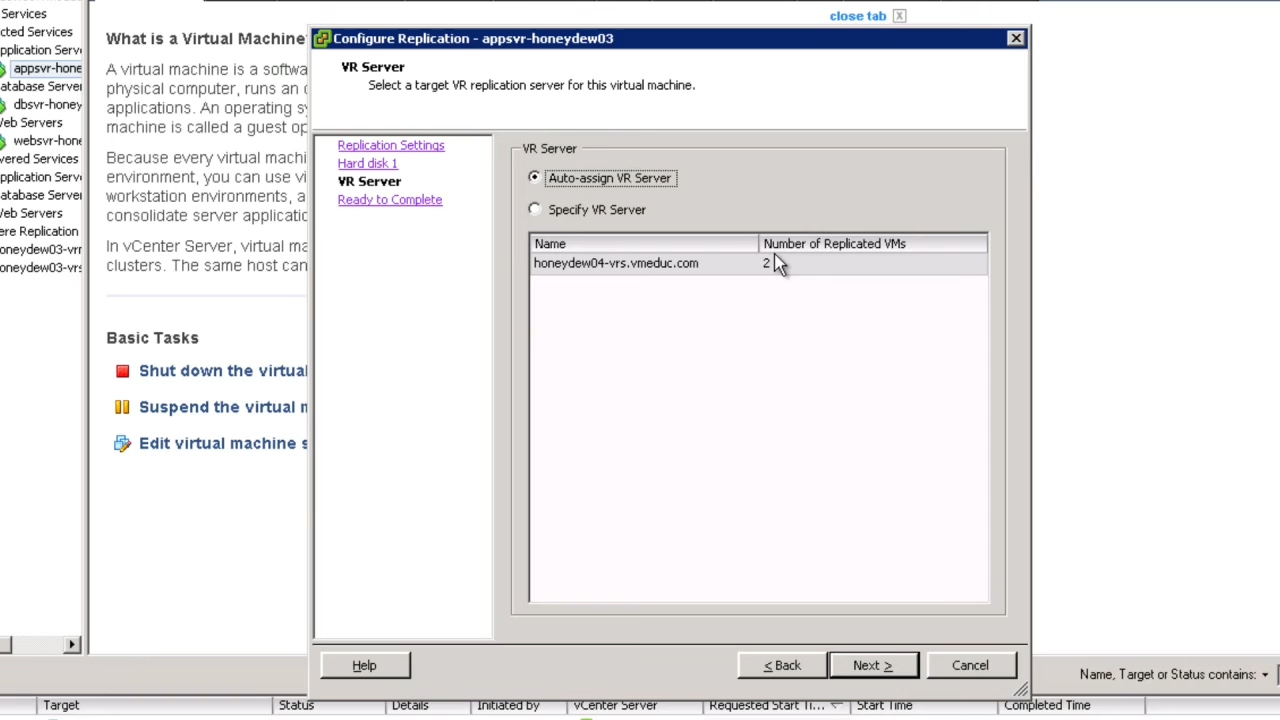 Services
cted Services
pplication Serv
appsvr-hone
atabase Server
dbsvr-honey
Veb Servers
websvr-hone
vered Services
pplication Serv
atabase Server
Veb Servers
ere Replication
oneydew03-vrm
oneydew03-vrs
close tab X
What is a Virtual Machine
A virtual machine is a softwa
physical computer, runs an o
applications. An operating sy
machine is called a guest op
Because every virtual machi
environment, you can use vi
workstation environments, a
consolidate server applicatio
In vCenter Server, virtual ma
clusters. The same host can
Basic Tasks
Shut down the virtual
Suspend the virtual m
Edit virtual machine s
Configure Replication - appsvr-honeydew03
VR Server
Select a target VR replication server for this virtual machine.
Replication Settings
Hard disk 1
VR Server
Ready to Complete
VR Server
Auto-assign VR Server
Specify VR Server
Name Number of Replicated VMs
honeydew04-vrs.vmeduc.com 2
Help < Back Next > Cancel
Name, Target or Status contains:
Target Status Details Initiated by vCenter Server Requested Start Ti... Start Time Completed Time